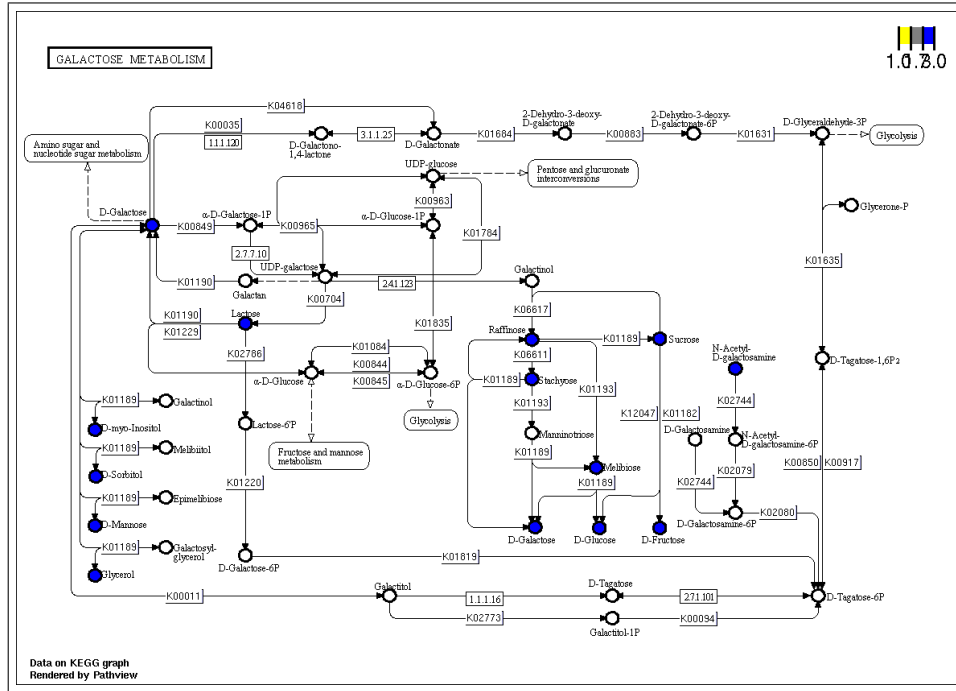 GALACTOSE METABOLISM
K04618
K00035
1.1.1.120
3.1.1.25
D-Galactono-
1,4-lactone
D-Galactonate
K01684
2-Dehydro-3-deoxy-
D-galactonate
K00883
2-Dehydro-3-deoxy-
D-galactonate-6P
K01631
D-Glyceraldehyde-3P
Glycolysis
Amino sugar and
nucleotide sugar metabolism
UDP-glucose
Pentose and glucuronate
interconversions
D-Galactose
K00849
α-D-Galactose-1P
K00965
α-D-Glucose-1P
K00963
K01784
Glycerone-P
2.7.7.10
UDP-galactose
K01190
Galactan
K00704
2.4.1.123
Galactinol
K01635
K01190
K01229
Lactose
K02786
K01835
K06617
Raffinose
K01189
Sucrose
K01084
K00844
K00845
α-D-Glucose
α-D-Glucose-6P
K06611
K01189
Stachyose
K01193
K01193
N-Acetyl-
D-galactosamine
D-Tagatose-1,6P2
K02744
Glycolysis
K01189
Galactinol
D-myo-Inositol
K01189
Melibiitol
D-Sorbitol
K01189
Epimelibiose
D-Mannose
K01189
Galactosyl-
glycerol
Glycerol
Lactose-6'P
Fructose and mannose
metabolism
Manninotriose
K01189
K12047
K01182
D-Galactosamine
N-Acetyl-
D-galactosamine-6P
K00850
K00917
Melibiose
K01189
K02744
K02079
K01220
D-Galactosamine-6P
K02080
D-Galactose
D-Glucose
D-Fructose
D-Galactose-6P
K01819
K00011
Galactitol
1.1.1.16
D-Tagatose
2.7.1.101
D-Tagatose-6P
K02773
Galactitol-1P
K00094
Data on KEGG graph
Rendered by Pathview